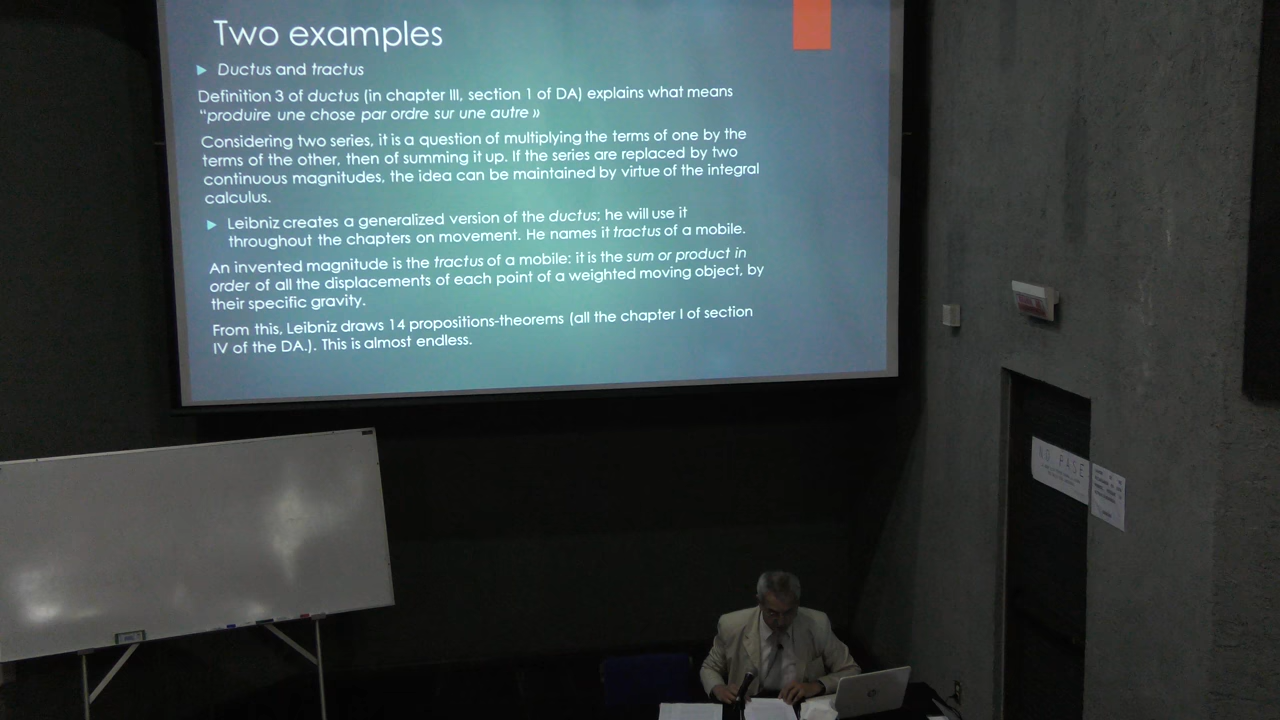 Two examples
Ductus and tractus
Definition 3 of ductus (in chapter III, section 1 of DA) explains what means
“produire une chose par ordre sur une autre »
Considering two series, it is a question of multiplying the terms of one by the
terms of the other, then of summing it up. If the series are replaced by two
continuous magnitudes, the idea can be maintained by virtue of the integral
calculus.
Leibniz creates a generalized version of the ductus; he will use it
throughout the chapters on movement. He names it tractus of a mobile.
An invented magnitude is the tractus of a mobile: it is the sum or product in
order of all the displacements of each point of a weighted moving object, by
their specific gravity.
From this, Leibniz draws 14 propositions-theorems (all the chapter I of section
IV of the DA.). This is almost endless.
NO PASE
hp